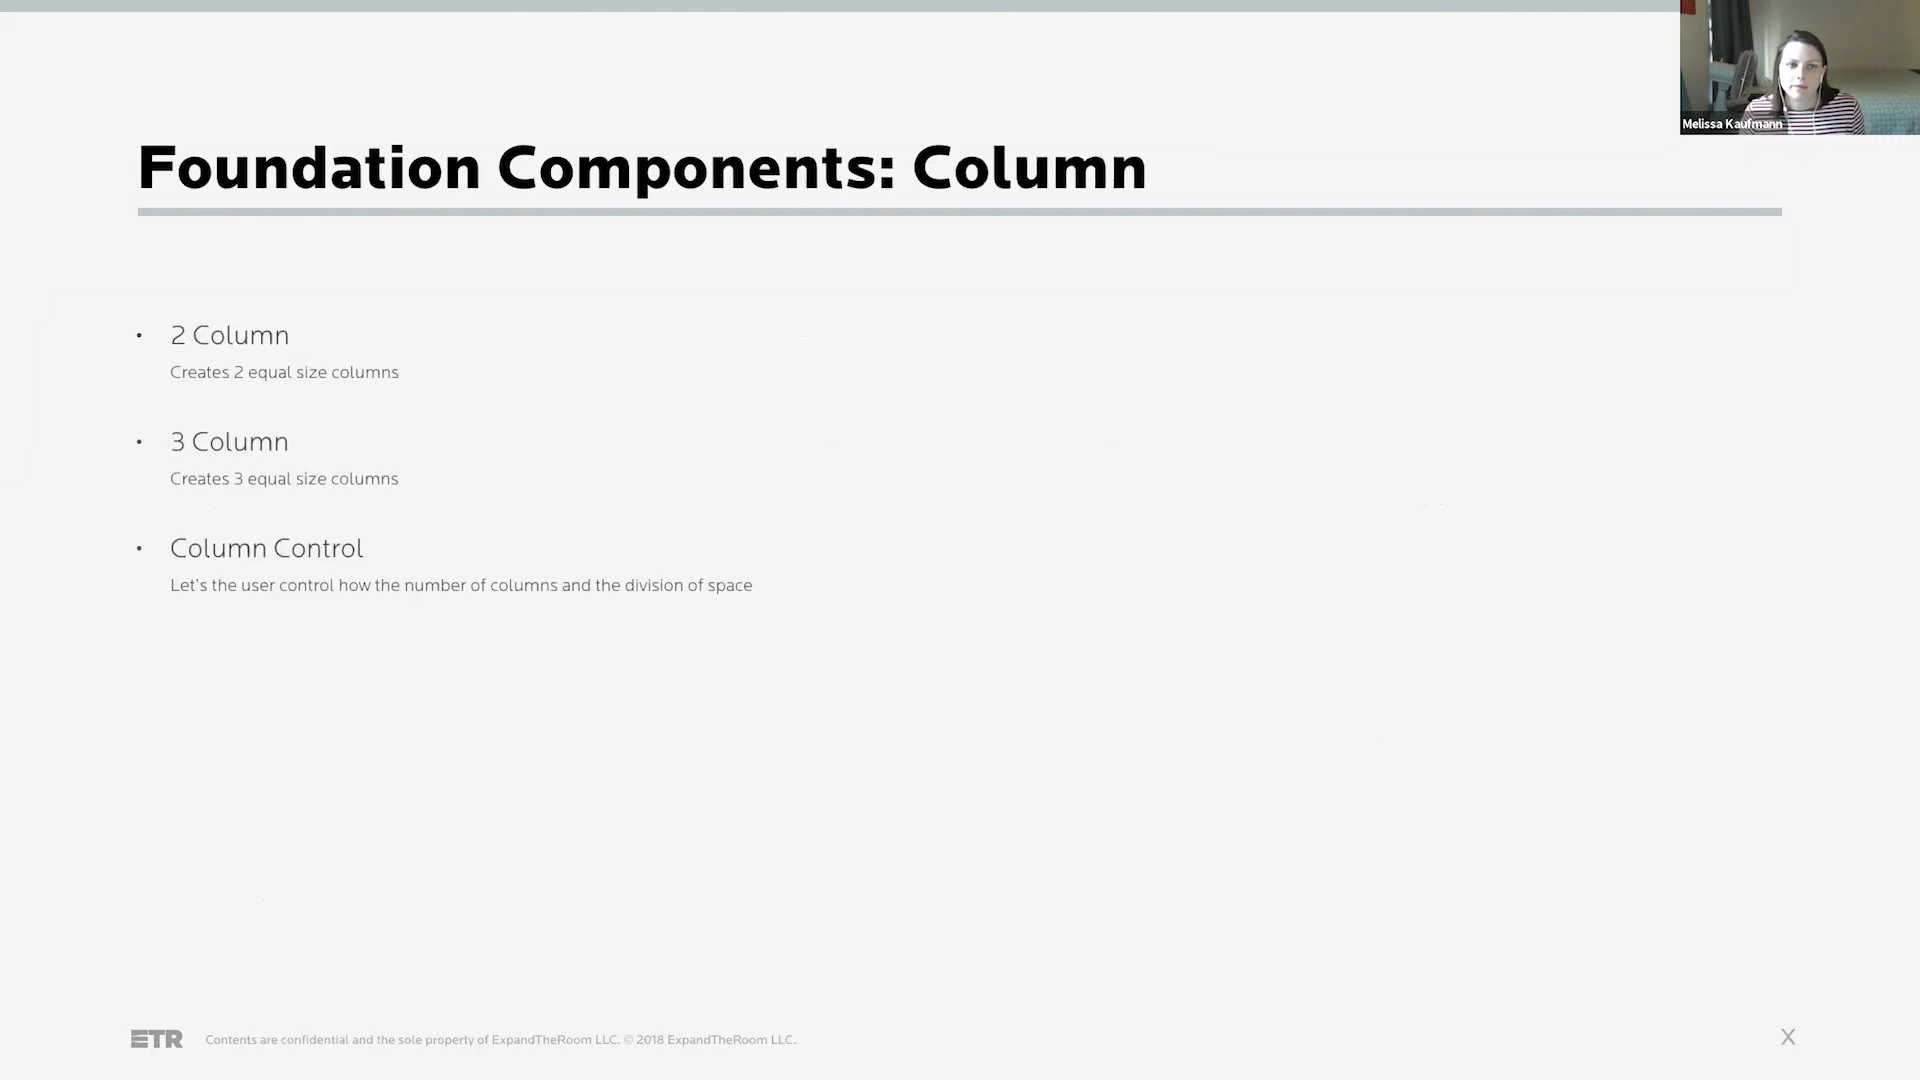 Melissa Kaufmann
Foundation Components: Column
• 2 Column
Creates 2 equal size columns
• 3 Column
Creates 3 equal size columns
• Column Control
Let's the user control how the number of columns and the division of space
ETR Contents are confidential and the sole property of ExpandTheRoom LLC. © 2018 ExpandTheRoom LLC.
X